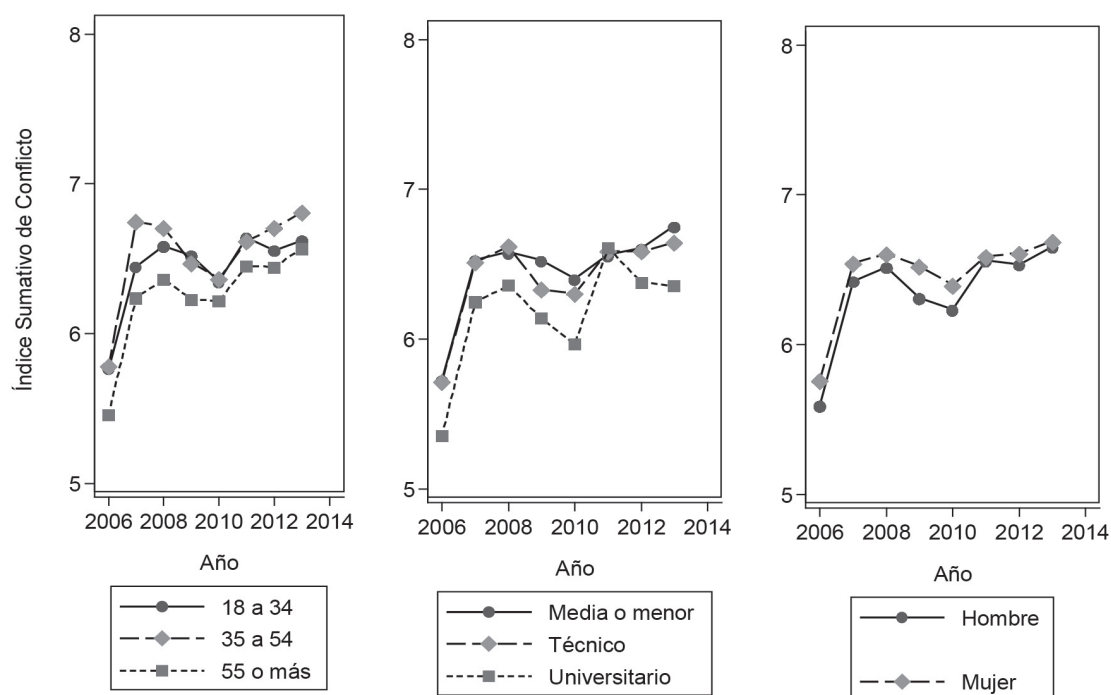 Índice Sumativo de Conflicto
8
7
6
5
2006 2008 2010 2012 2014
Año
18 a 34
35 a 54
55 o más
8
7
6
5
2006 2008 2010 2012 2014
Año
Media o menor
Técnico
Universitario
8
7
6
5
2006 2008 2010 2012 2014
Año
Hombre
Mujer